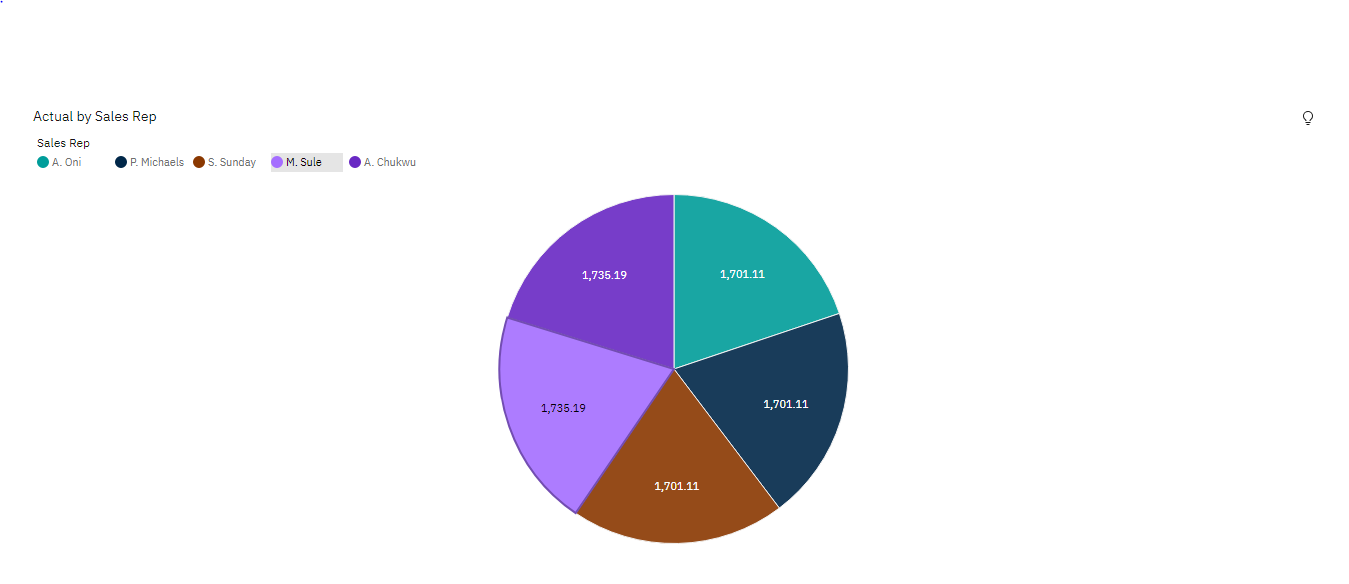 Actual by Sales Rep
Sales Rep
A. Oni P. Michaels S. Sunday M. Sule A. Chukwu
1,735.19 1,701.11
1,735.19 1,701.11
1,701.11